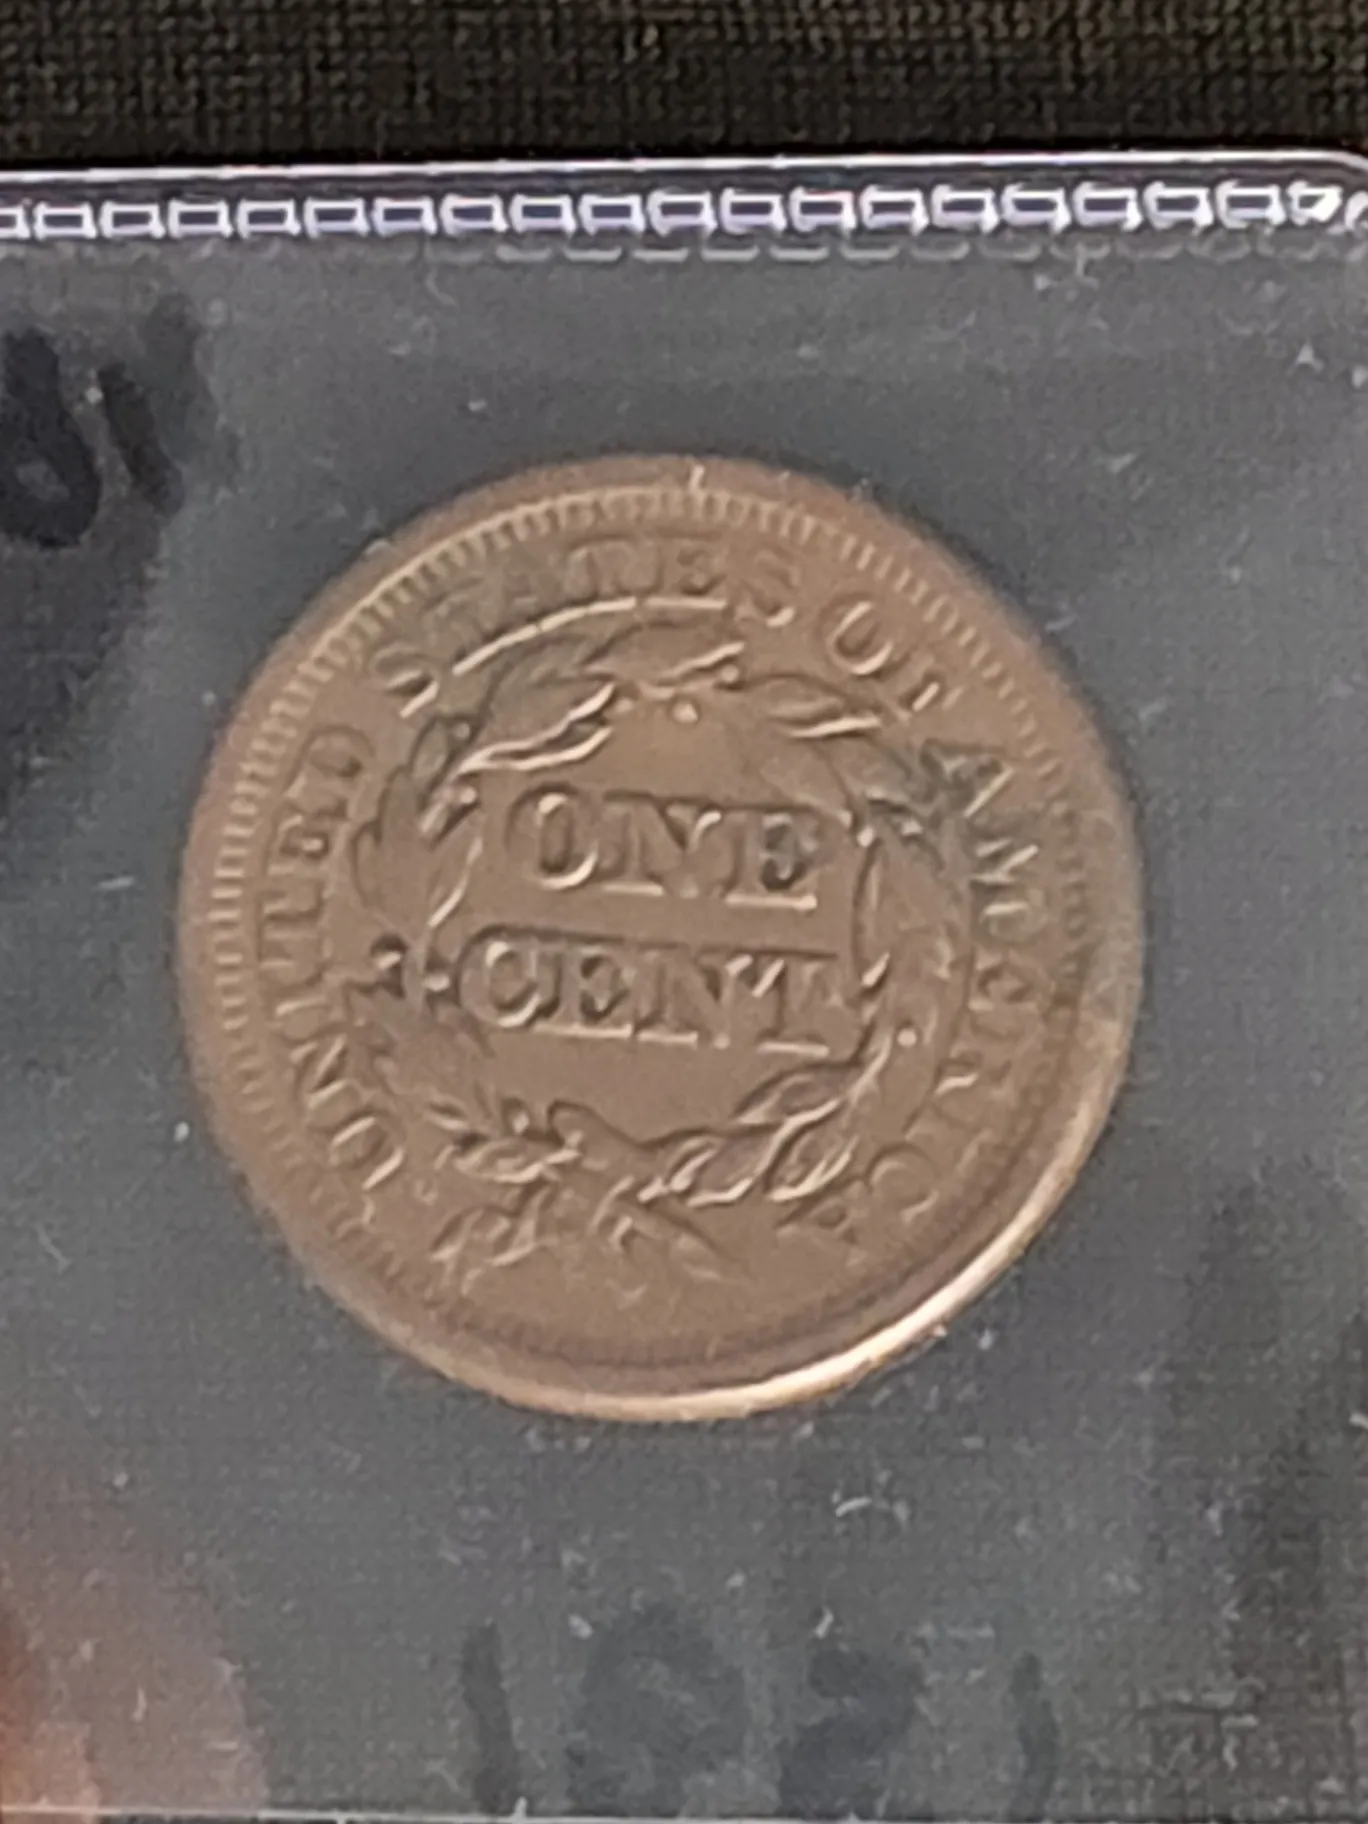 UNITED STATES OF AMERICA
ONE
CENT